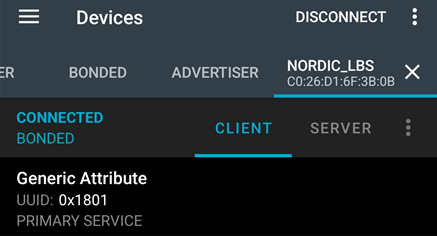 Devices
DISCONNECT
ER
BONDED
ADVERTISER
NORDIC_LBS
C0:26:D1:6F:3B:0B
CONNECTED
BONDED
CLIENT
SERVER
Generic Attribute
UUID: 0x1801
PRIMARY SERVICE